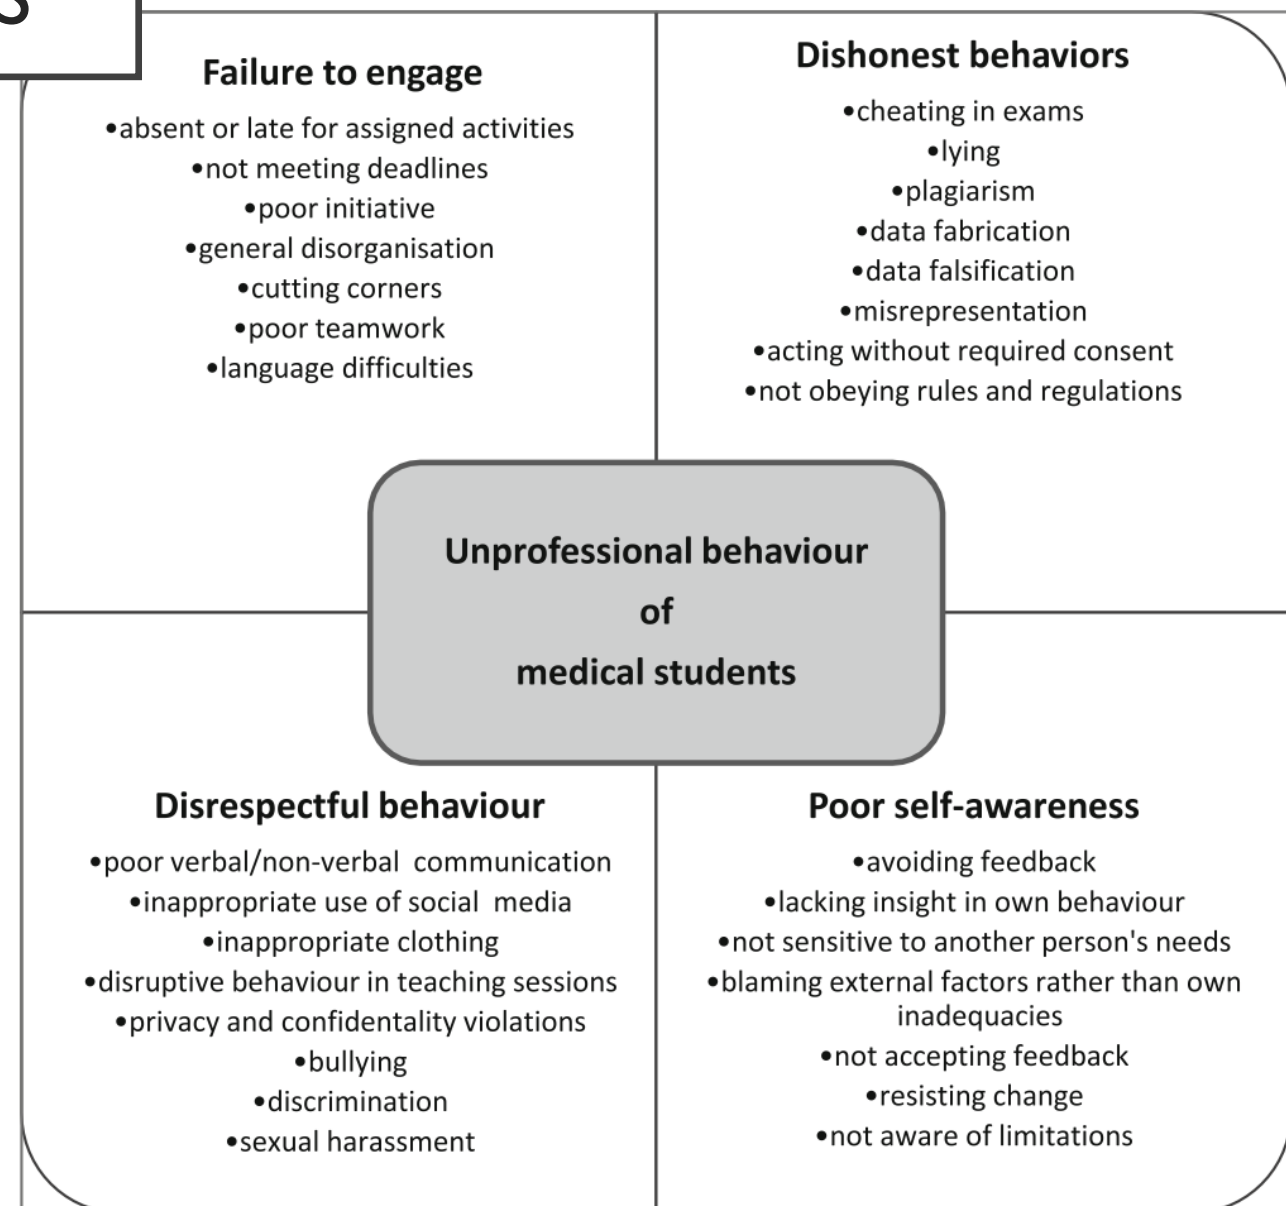 S
Failure to engage
•absent or late for assigned activities
•not meeting deadlines
•poor initiative
•general disorganisation
•cutting corners
•poor teamwork
•language difficulties
Dishonest behaviors
•cheating in exams
•lying
•plagiarism
•data fabrication
•data falsification
•misrepresentation
•acting without required consent
•not obeying rules and regulations
Unprofessional behaviour
of
medical students
Disrespectful behaviour
•poor verbal/non-verbal communication
•inappropriate use of social media
•inappropriate clothing
•disruptive behaviour in teaching sessions
•privacy and confidentality violations
•bullying
•discrimination
•sexual harassment
Poor self-awareness
•avoiding feedback
•lacking insight in own behaviour
•not sensitive to another person's needs
•blaming external factors rather than own
inadequacies
•not accepting feedback
•resisting change
•not aware of limitations